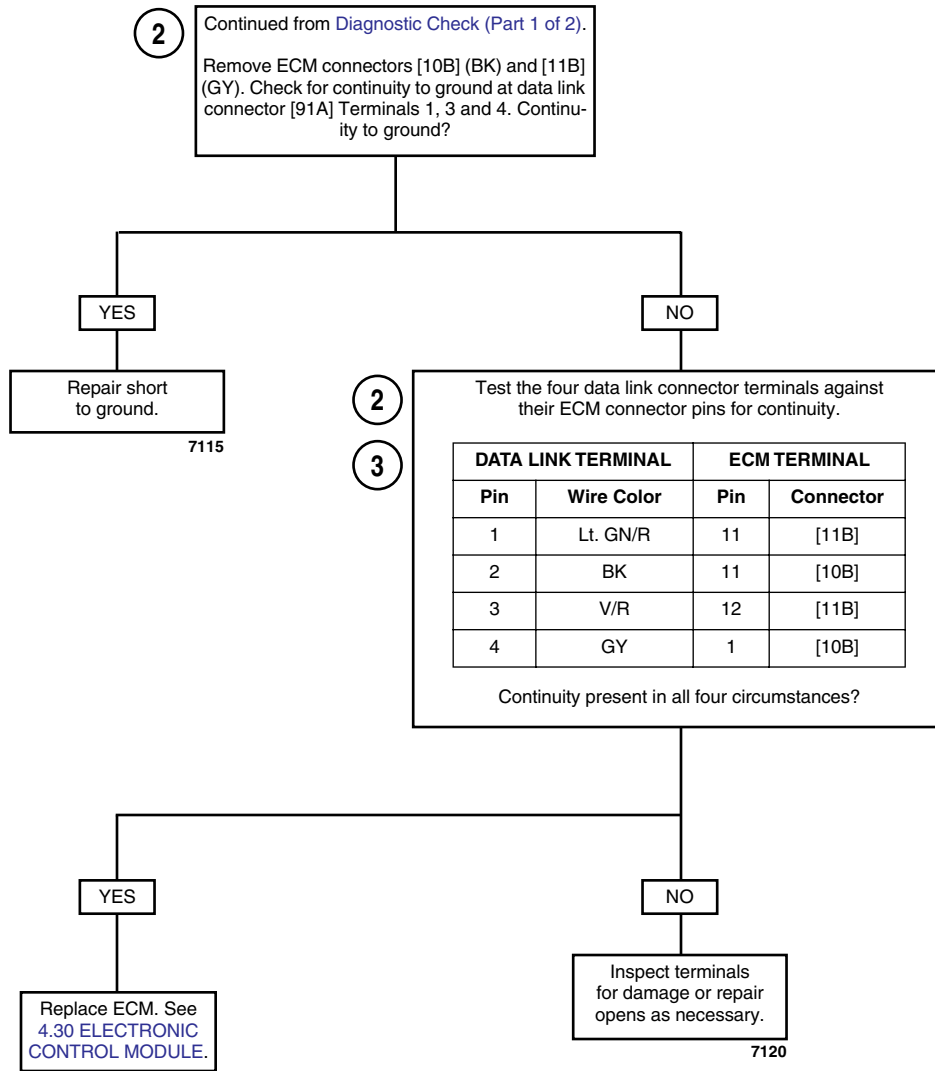 2
Continued from Diagnostic Check (Part 1 of 2).
Remove ECM connectors [10B] (BK) and [11B]
(GY). Check for continuity to ground at data link
connector [91A] Terminals 1, 3 and 4. Continu-
ity to ground?
YES
NO
Repair short
to ground.
7115
2
3
Test the four data link connector terminals against
their ECM connector pins for continuity.
DATA LINK TERMINAL ECM TERMINAL
Pin Wire Color Pin Connector
1 Lt. GN/R 11 [11B]
2 BK 11 [10B]
3 V/R 12 [11B]
4 GY 1 [10B]
Continuity present in all four circumstances?
YES
NO
Replace ECM. See
4.30 ELECTRONIC
CONTROL MODULE.
Inspect terminals
for damage or repair
opens as necessary.
7120